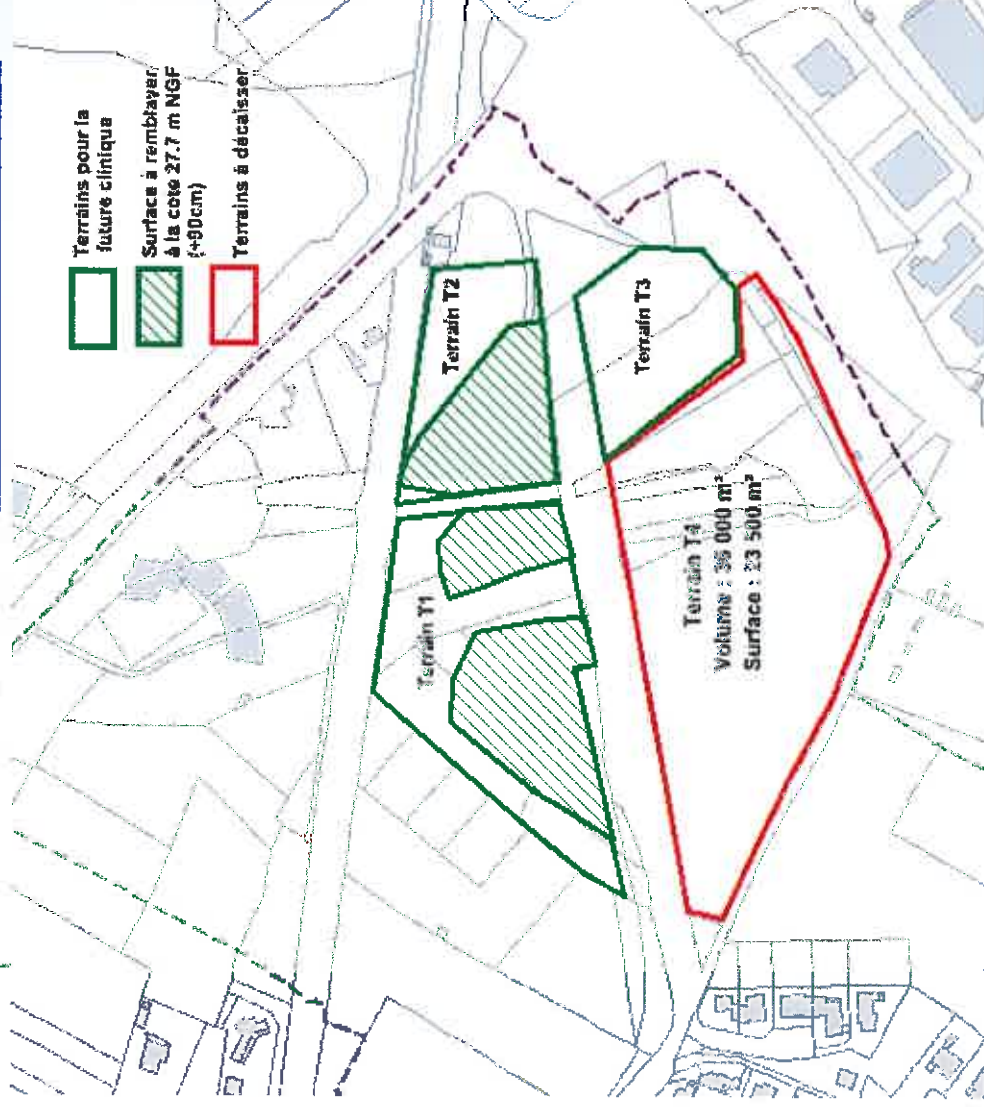 Terrains pour la
future clinique
Surface à remblayer
à la cote 27.7 m NGF
(+90cm)
Terrains à décaisser
Terrain T1
Terrain T2
Terrain T3
Terrain T4
Volume : 35 000 m³
Surface : 23 500 m²